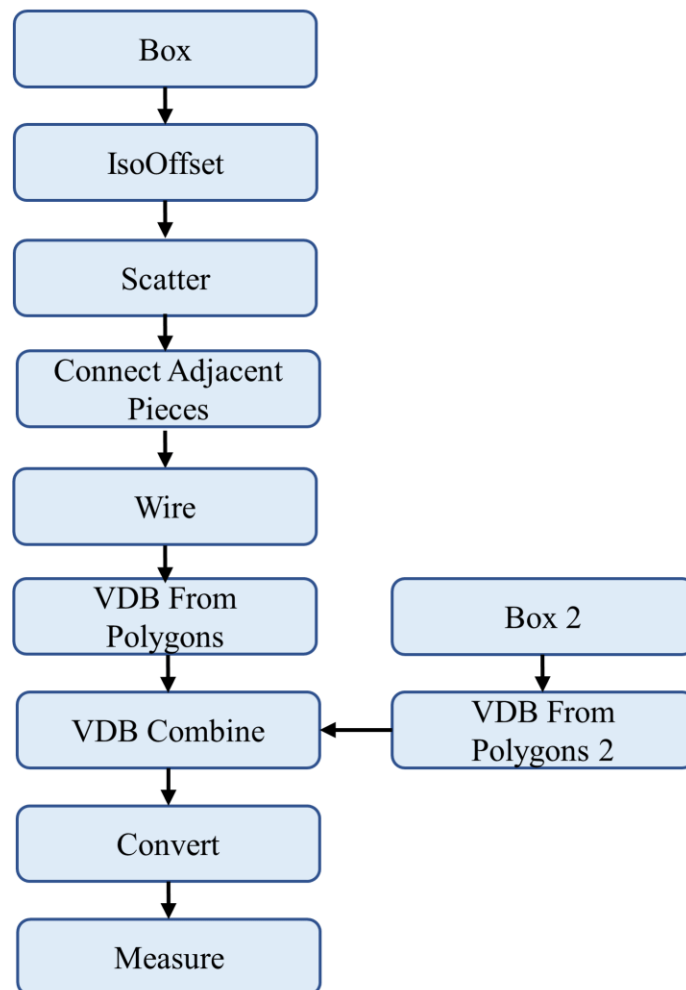 Box
IsoOffset
Scatter
Connect Adjacent
Pieces
Wire
VDB From
Polygons
Box 2
VDB Combine
VDB From
Polygons 2
Convert
Measure